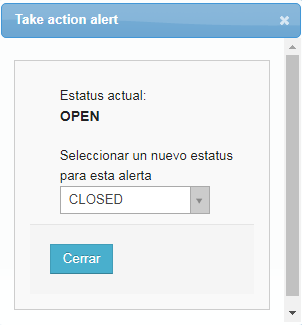 Take action alert
Estatus actual:
OPEN
Seleccionar un nuevo estatus
para esta alerta
CLOSED
Cerrar